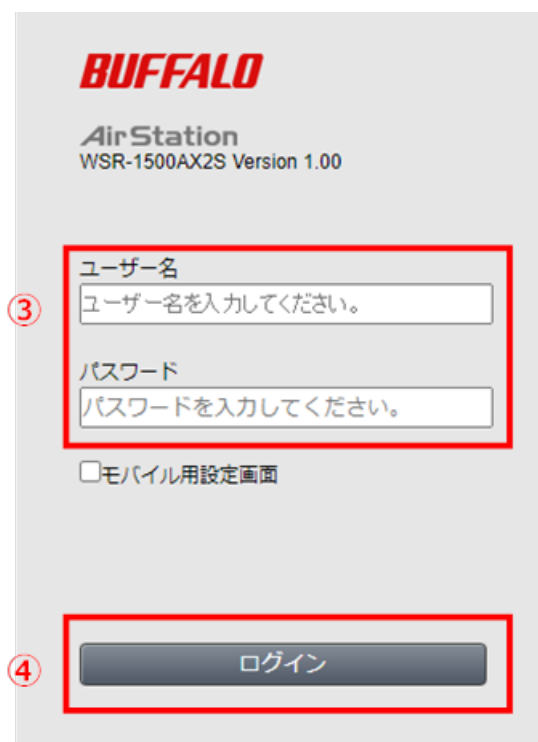 BUFFALO
AirStation
WSR-1500AX2S Version 1.00
ユーザー名
③
ユーザー名を入力してください。
パスワード
パスワードを入力してください。
モバイル用設定画面
④
ログイン